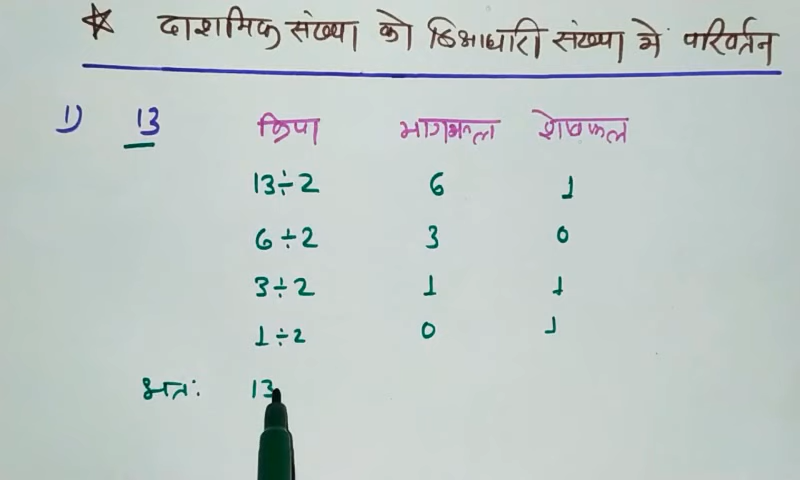 ☆ दाशमिक संख्या को द्विआधारी संख्या में परिवर्तन
1) 13 क्रिया भागफल शेषफल
13÷2 6 1
6÷2 3 0
3÷2 1 1
1÷2 0 1
अतः 13